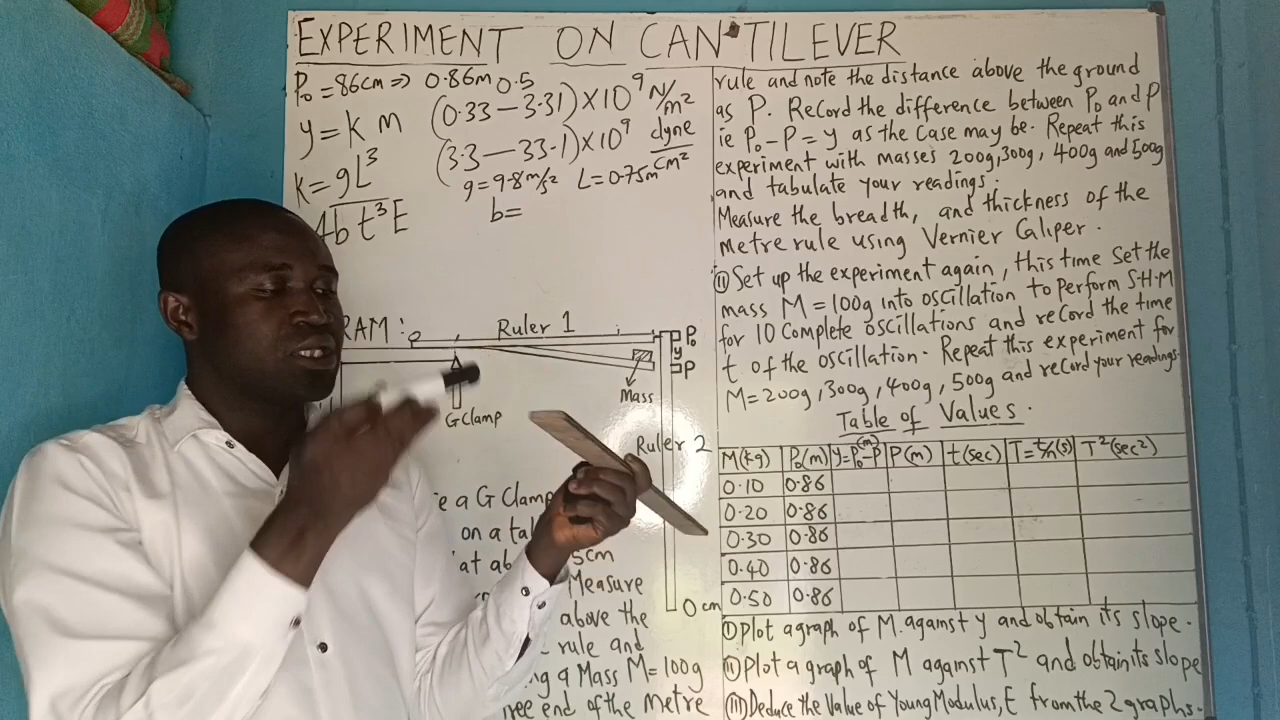 EXPERIMENT ON CANTILEVER
P₀ = 86cm ⇒ 0.86m 0.5
y = K m
(0.33 — 3.31) × 10⁹ N/m²
(3.3 — 33.1) × 10⁹ dyne/cm²
K = gL³/4bt³E
g = 9.8m/s² L = 0.75m
b =
RAM :
Ruler 1
P₀
y
P
Mass
G Clamp
Ruler 2
0 cm
a G Clamp
on a
at 5cm
Measure
above the
rule and
a Mass M = 100g
end of the metre
rule and note the distance above the ground
as P. Record the difference between P₀ and P
ie P₀ - P = y as the case may be. Repeat this
experiment with masses 200g, 300g, 400g and 500g
and tabulate your readings.
Measure the breadth, and thickness of the
metre rule using Vernier Caliper.
(ii) Set up the experiment again, this time set the
mass M = 100g into oscillation to perform S.H.M
for 10 Complete oscillations and record the time
t of the oscillation. Repeat this experiment for
M = 200g, 300g, 400g, 500g and record your readings.
Table of Values.
M(kg) P₀(m) y=P₀-P (m) P(m) t(sec) T=t/n(s) T²(sec²)
0.10 0.86
0.20 0.86
0.30 0.86
0.40 0.86
0.50 0.86
(i) Plot a graph of M against y and obtain its slope.
(ii) Plot a graph of M against T² and obtain its slope
(iii) Deduce the Value of Young Modulus, E from the 2 graphs.